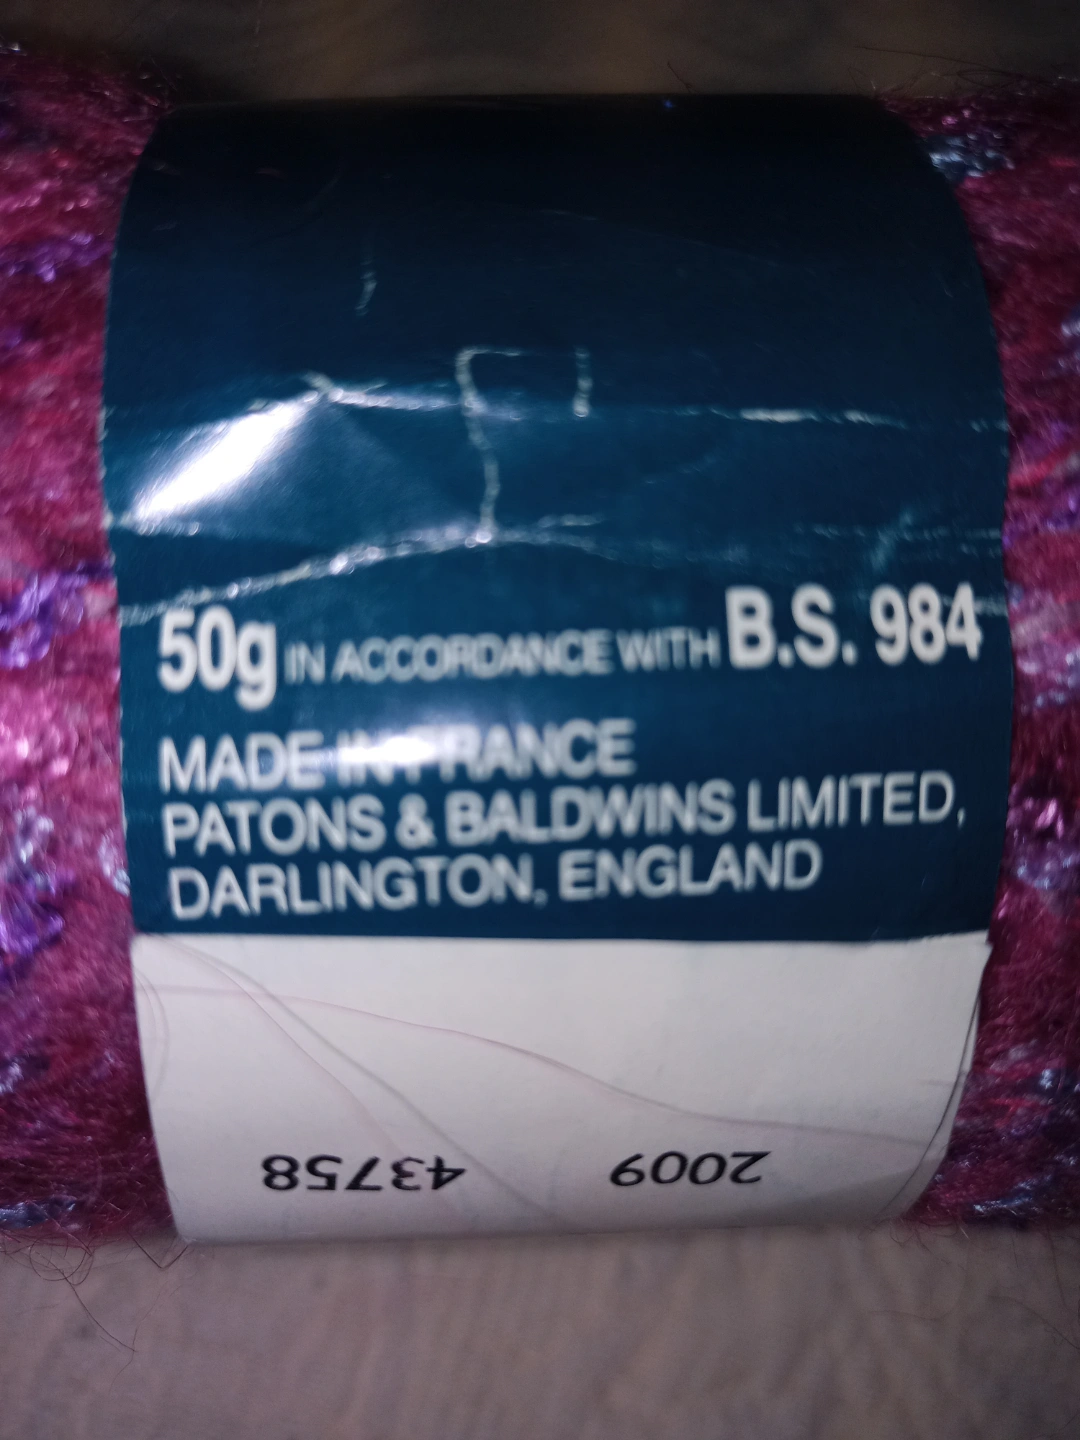 50g IN ACCORDANCE WITH B.S. 984
MADE IN FRANCE
PATONS & BALDWINS LIMITED,
DARLINGTON, ENGLAND
2009 43758